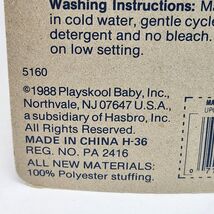 Washing Instructions: Ma
in cold water, gentle cycle
detergent and no bleach.
on low setting.
5160
©1988 Playskool Baby, Inc.
Northvale, NJ 07647 U.S.A.
a subsidiary of Hasbro, Inc.
All Rights Reserved.
MADE IN CHINA H-36
REG. NO. PA 2416
ALL NEW MATERIALS:
100% Polyester stuffing.
MA